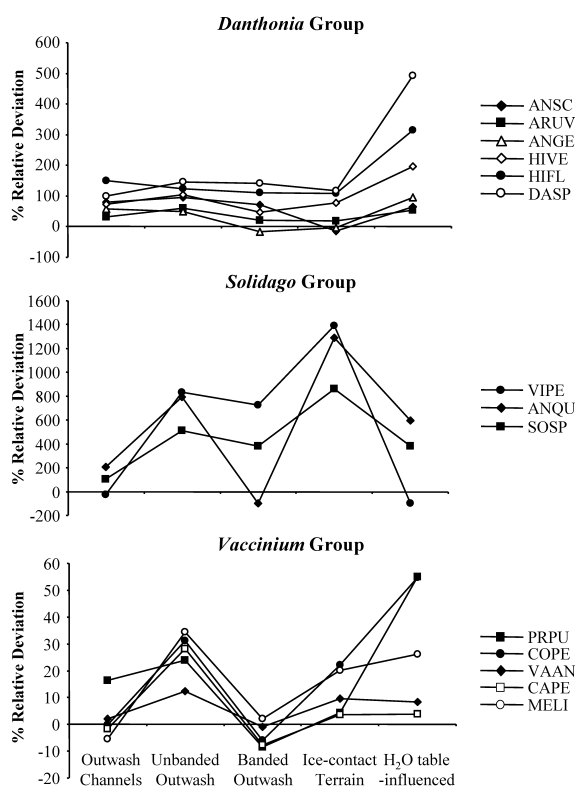 Danthonia Group
% Relative Deviation
600
500
400
300
200
100
0
-100
ANSC
ARUV
ANGE
HIVE
HIFL
DASP
Solidago Group
% Relative Deviation
1600
1400
1200
1000
800
600
400
200
0
-200
VIPE
ANQU
SOSP
Vaccinium Group
% Relative Deviation
60
50
40
30
20
10
0
-10
-20
PRPU
COPE
VAAN
CAPE
MELI
Outwash Unbanded Banded Ice-contact H₂O table
Channels Outwash Outwash Terrain -influenced